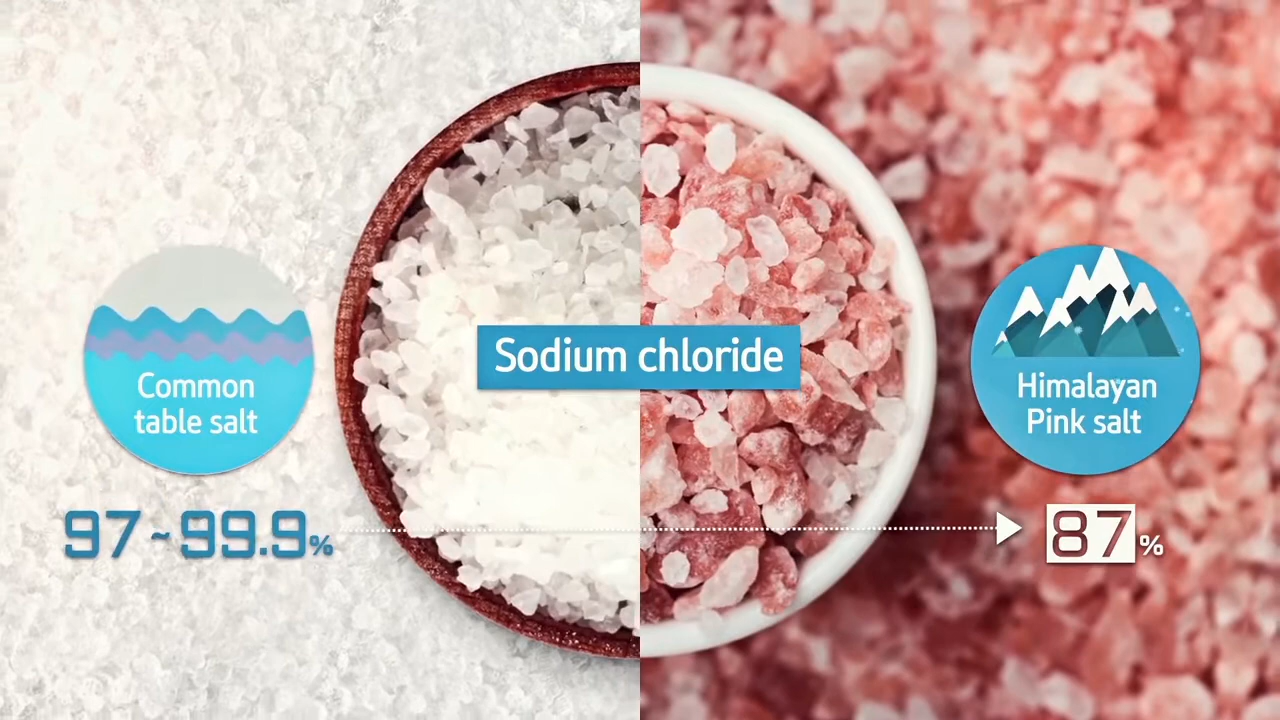 Sodium chloride
Common
table salt
97~99.9%
Himalayan
Pink salt
87%